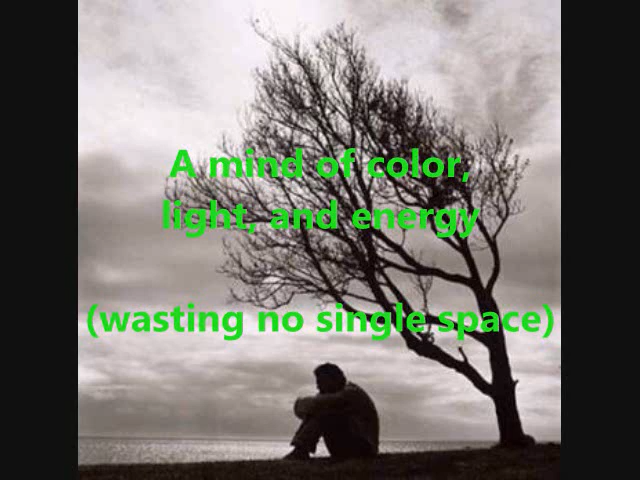 A mind of color,
light, and energy
(wasting no single space)